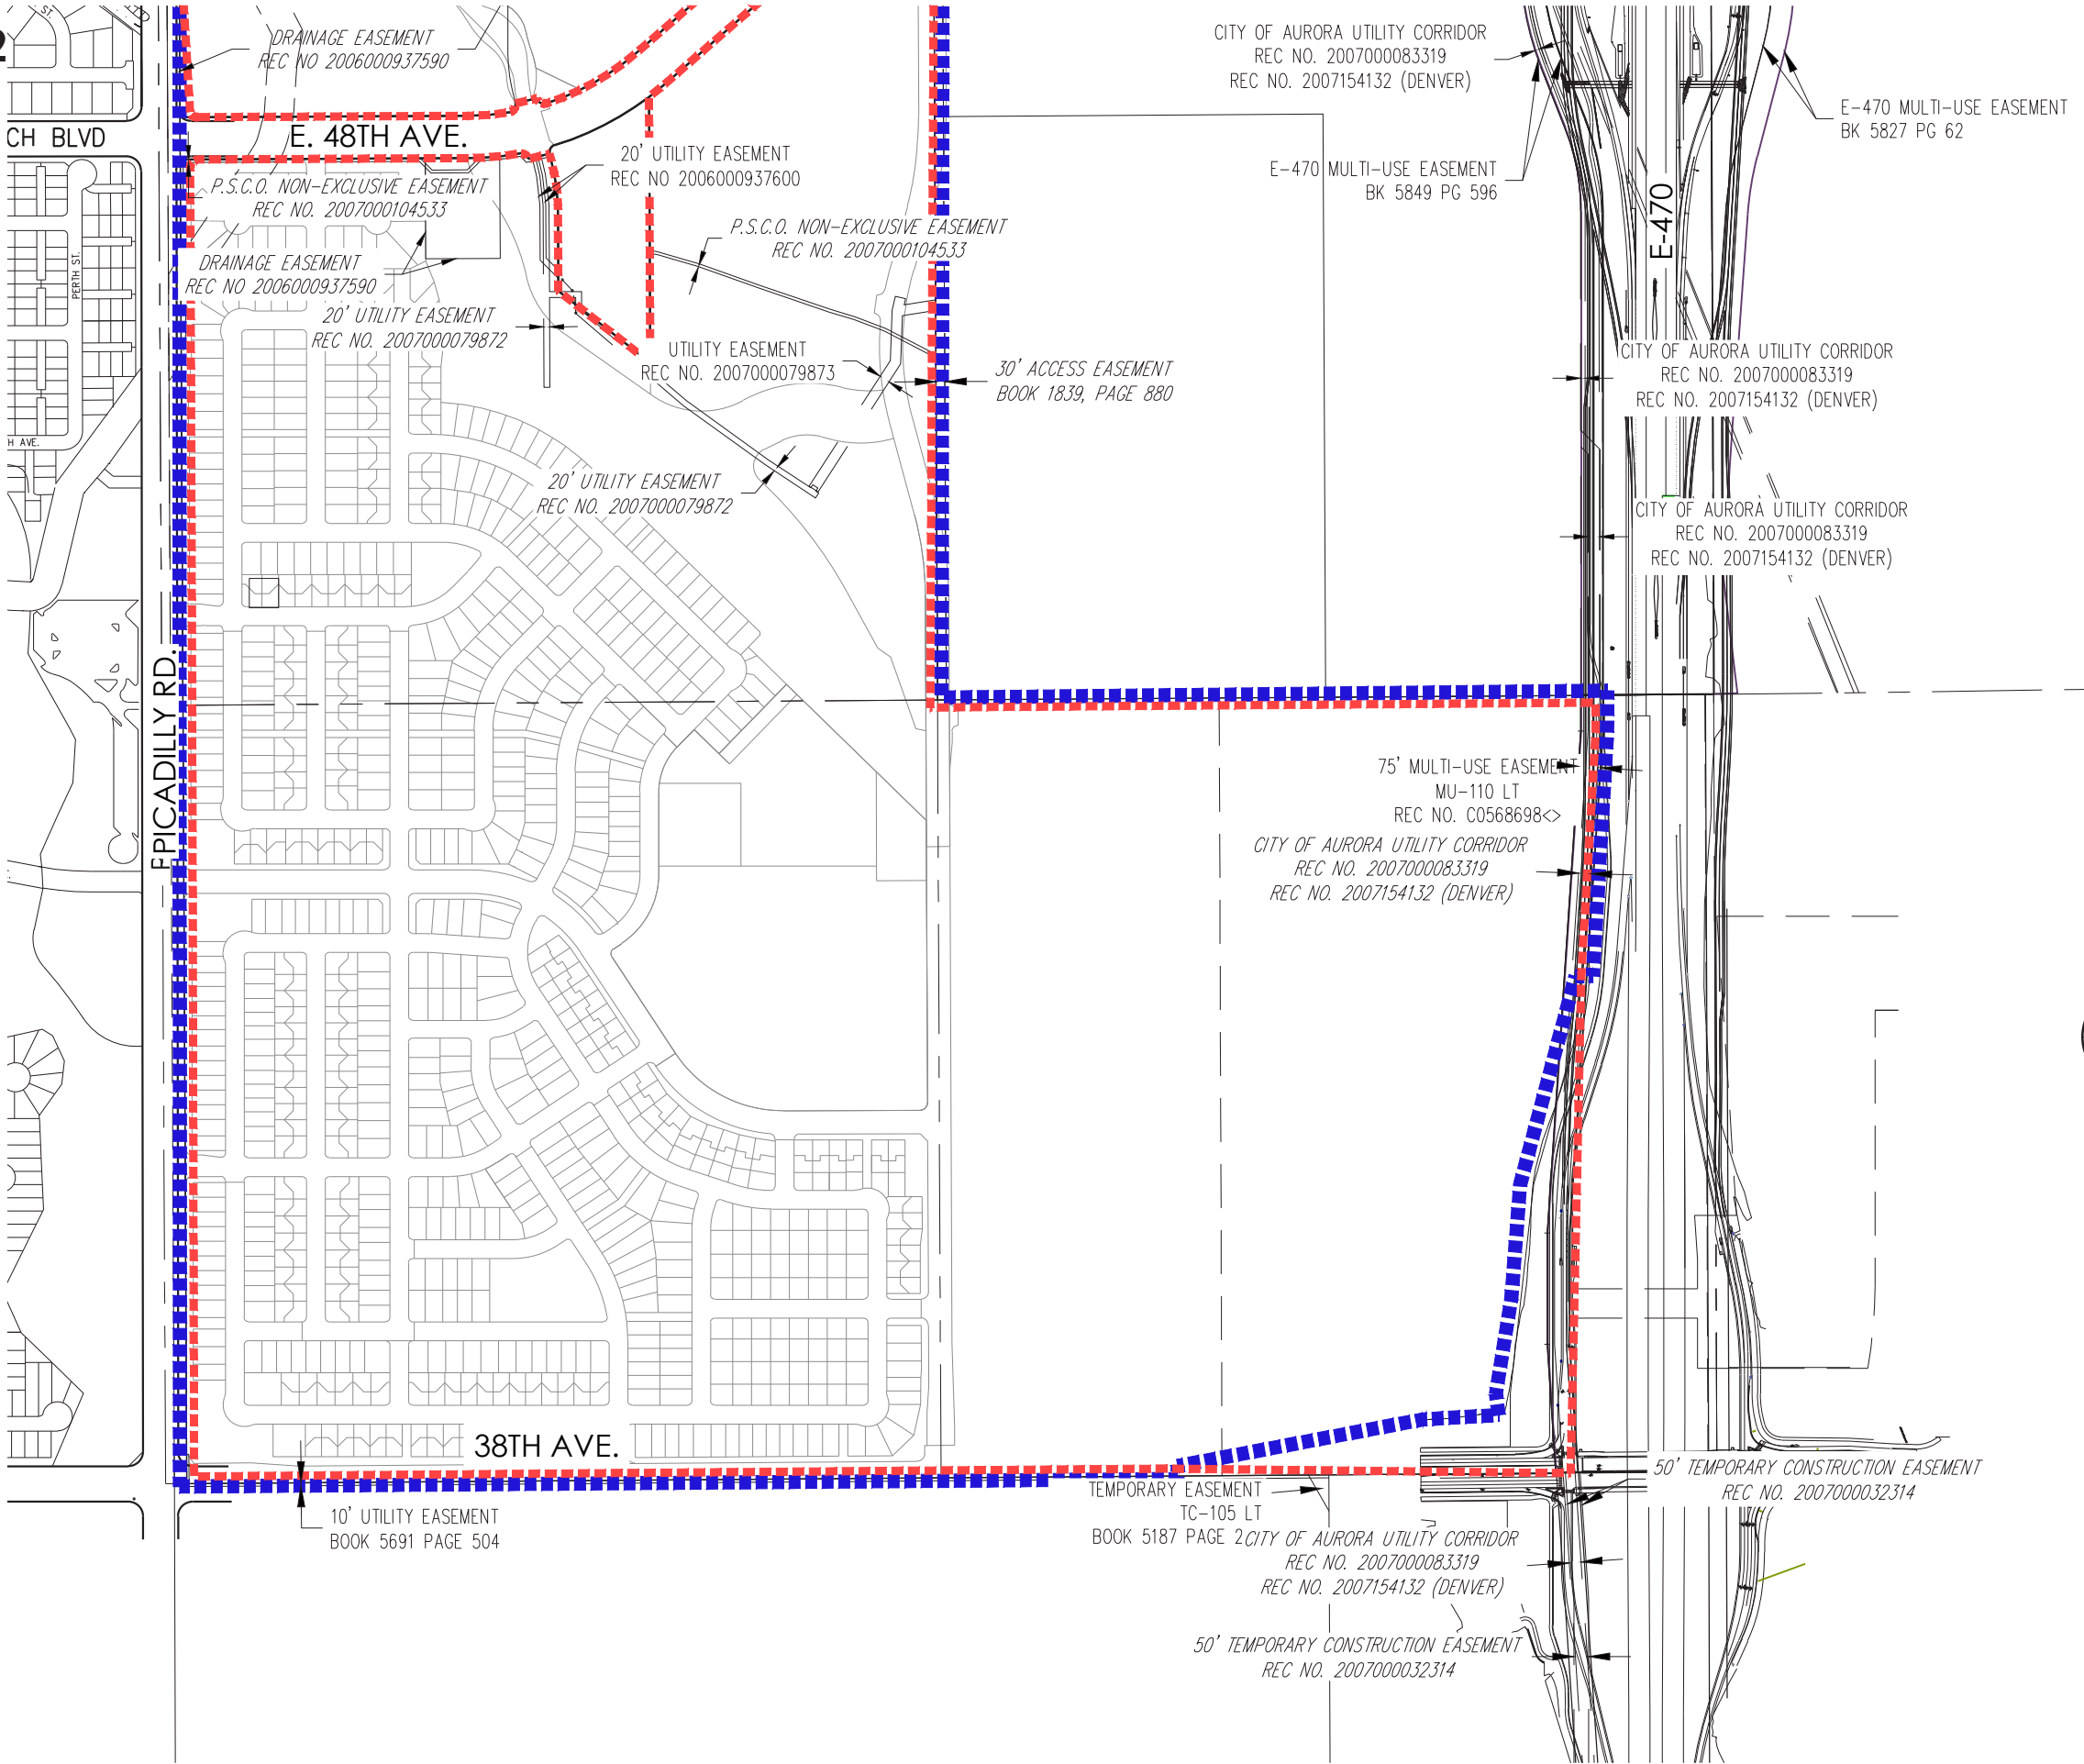 ST.
DRAINAGE EASEMENT
REC NO 2006000937590
CITY OF AURORA UTILITY CORRIDOR
REC NO. 2007000083319
REC NO. 2007154132 (DENVER)
E-470 MULTI-USE EASEMENT
BK 5827 PG 62
CH BLVD
E. 48TH AVE.
20' UTILITY EASEMENT
REC NO 2006000937600
E-470 MULTI-USE EASEMENT
BK 5849 PG 596
E-470
P.S.C.O. NON-EXCLUSIVE EASEMENT
REC NO. 2007000104533
P.S.C.O. NON-EXCLUSIVE EASEMENT
REC NO. 2007000104533
PERTH ST.
DRAINAGE EASEMENT
REC NO 2006000937590
20' UTILITY EASEMENT
REC NO. 2007000079872
UTILITY EASEMENT
REC NO. 2007000079873
30' ACCESS EASEMENT
BOOK 1839, PAGE 880
CITY OF AURORA UTILITY CORRIDOR
REC NO. 2007000083319
REC NO. 2007154132 (DENVER)
H AVE.
20' UTILITY EASEMENT
REC NO. 2007000079872
CITY OF AURORA UTILITY CORRIDOR
REC NO. 2007000083319
REC NO. 2007154132 (DENVER)
PICADILLY RD.
75' MULTI-USE EASEMENT
MU-110 LT
REC NO. C0568698<>
CITY OF AURORA UTILITY CORRIDOR
REC NO. 2007000083319
REC NO. 2007154132 (DENVER)
38TH AVE.
50' TEMPORARY CONSTRUCTION EASEMENT
REC NO. 2007000032314
10' UTILITY EASEMENT
BOOK 5691 PAGE 504
TEMPORARY EASEMENT
TC-105 LT
BOOK 5187 PAGE 2
CITY OF AURORA UTILITY CORRIDOR
REC NO. 2007000083319
REC NO. 2007154132 (DENVER)
50' TEMPORARY CONSTRUCTION EASEMENT
REC NO. 2007000032314